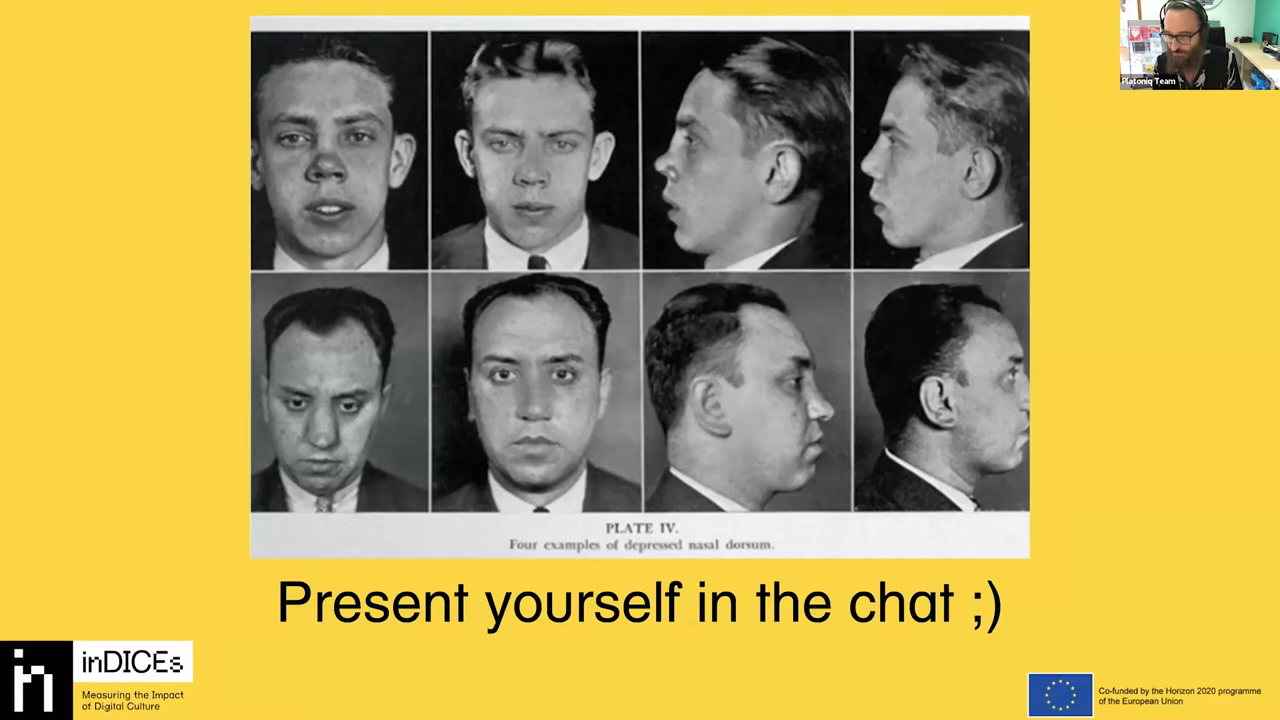 Platoniq Team
PLATE IV.
Four examples of depressed nasal dorsum.
Present yourself in the chat ;)
in
inDICEs
Measuring the Impact
of Digital Culture
Co-funded by the Horizon 2020 programme
of the European Union